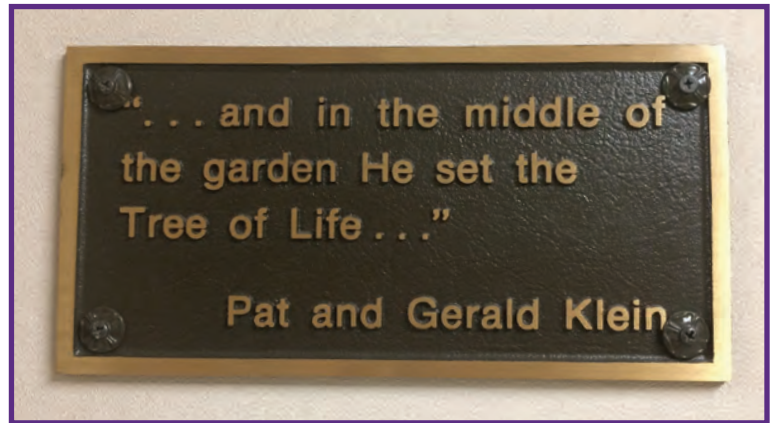 “. . . and in the middle of
the garden He set the
Tree of Life . . .”
Pat and Gerald Klein